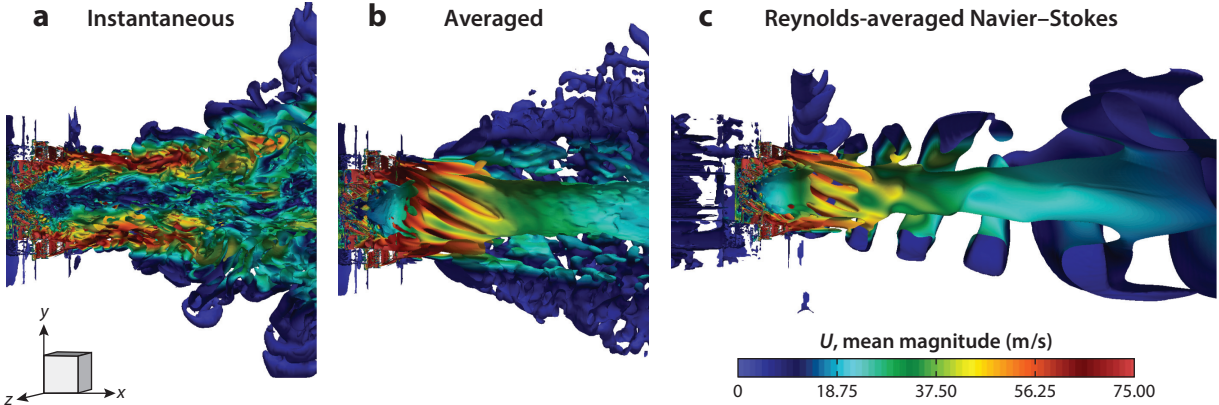 a Instantaneous
b Averaged
c Reynolds-averaged Navier–Stokes
y
z
x
U, mean magnitude (m/s)
0 18.75 37.50 56.25 75.00